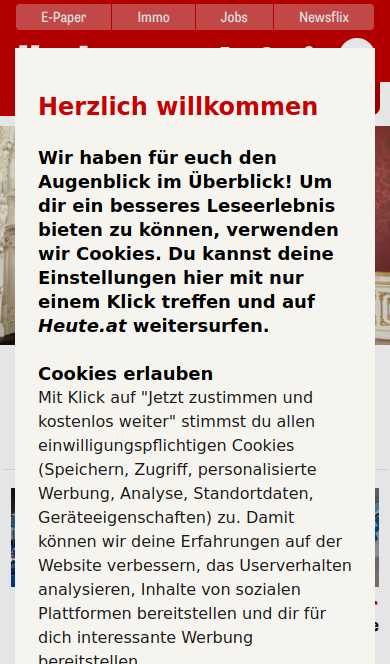 E-Paper Immo Jobs Newsflix
Herzlich willkommen
Wir haben für euch den
Augenblick im Überblick! Um
dir ein besseres Leseerlebnis
bieten zu können, verwenden
wir Cookies. Du kannst deine
Einstellungen hier mit nur
einem Klick treffen und auf
Heute.at weitersurfen.
Cookies erlauben
Mit Klick auf "Jetzt zustimmen und
kostenlos weiter" stimmst du allen
einwilligungspflichtigen Cookies
(Speichern, Zugriff, personalisierte
Werbung, Analyse, Standortdaten,
Geräteeigenschaften) zu. Damit
können wir deine Erfahrungen auf der
Website verbessern, das Userverhalten
analysieren, Inhalte von sozialen
Plattformen bereitstellen und dir für
dich interessante Werbung
bereitstellen